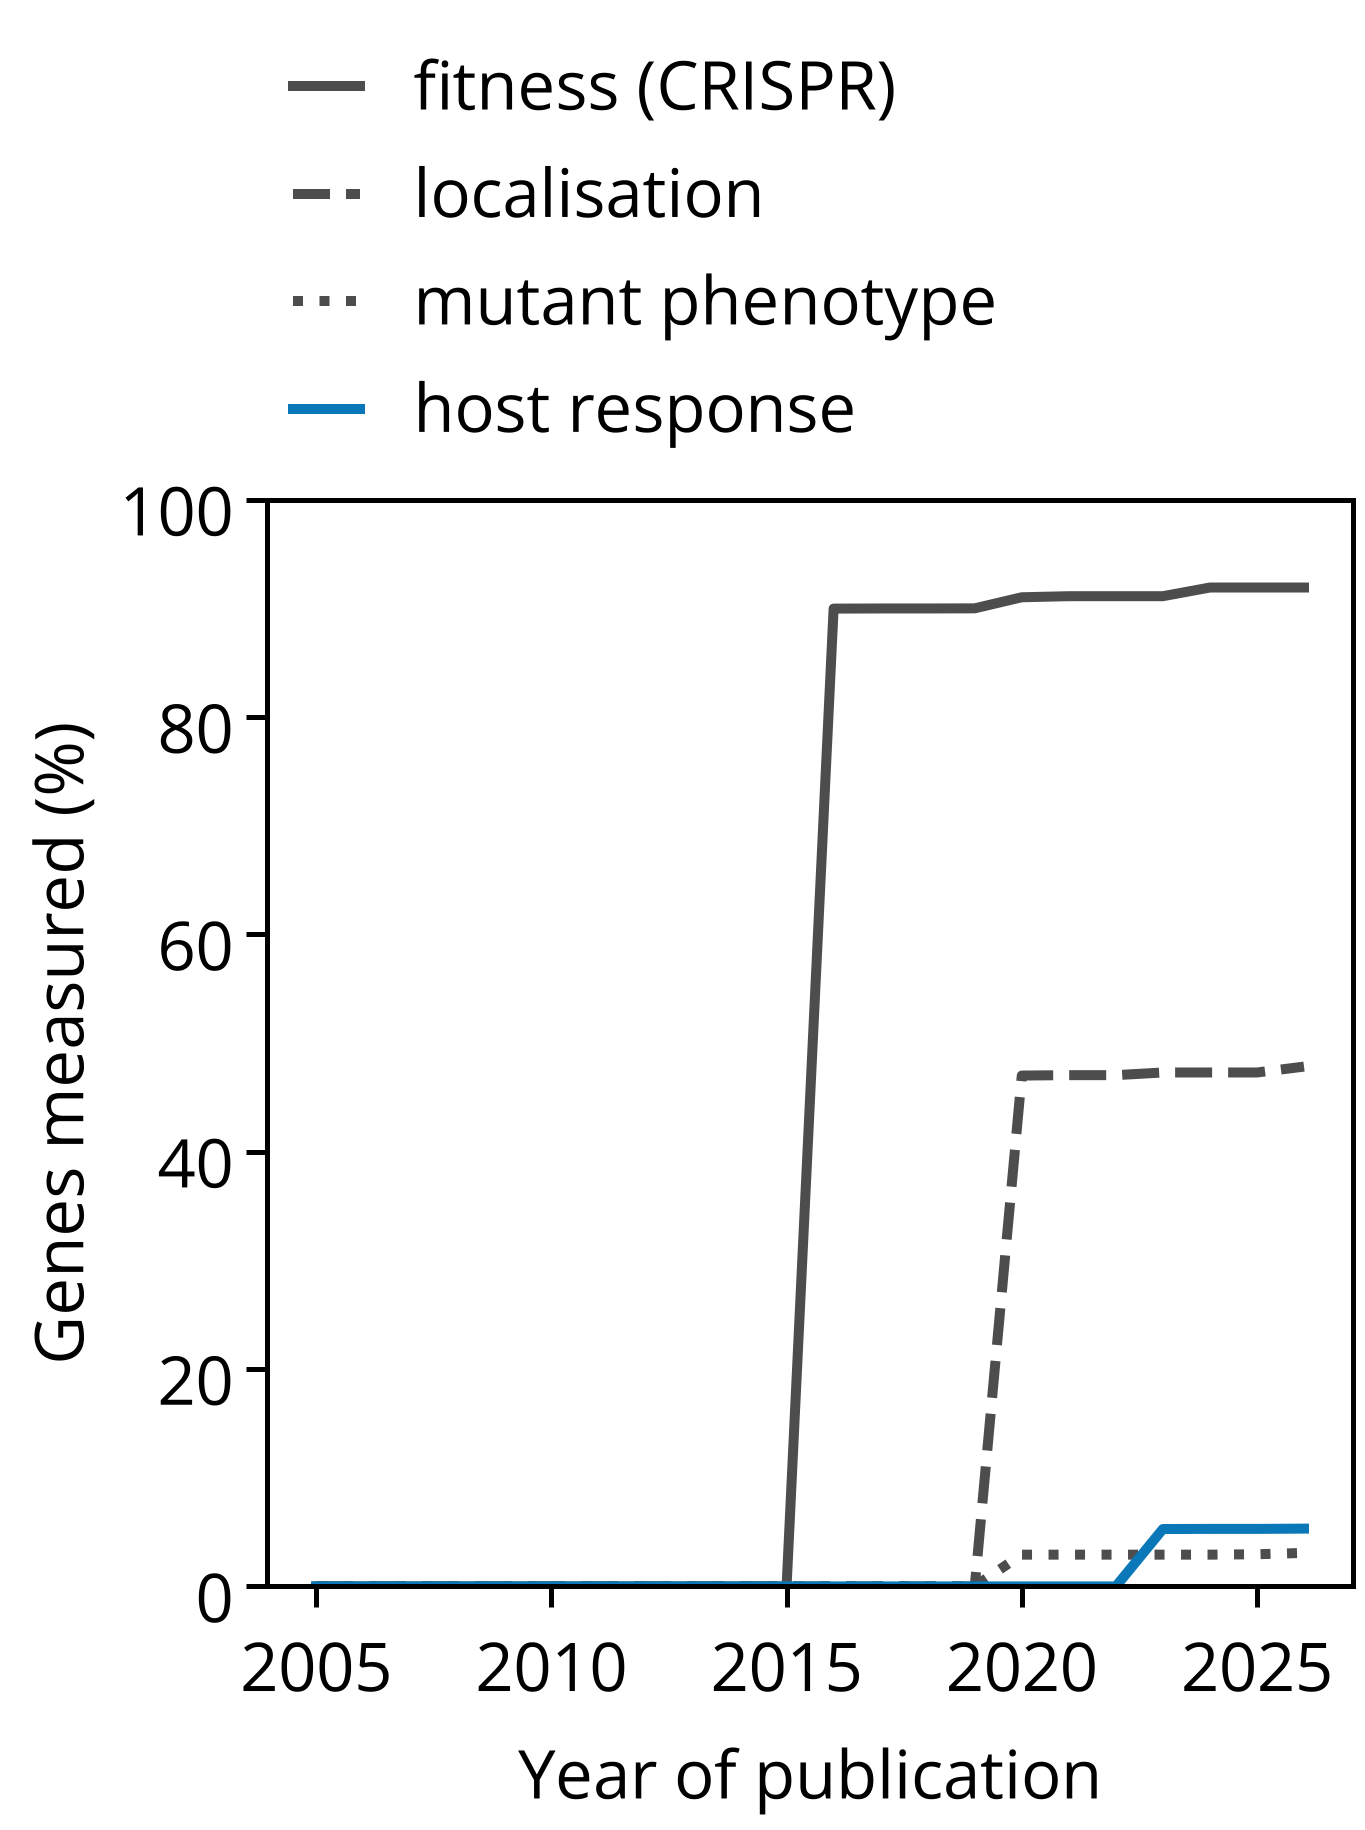 fitness (CRISPR)
localisation
mutant phenotype
host response
100
80
60
40
20
0
Genes measured (%)
2005 2010 2015 2020 2025
Year of publication